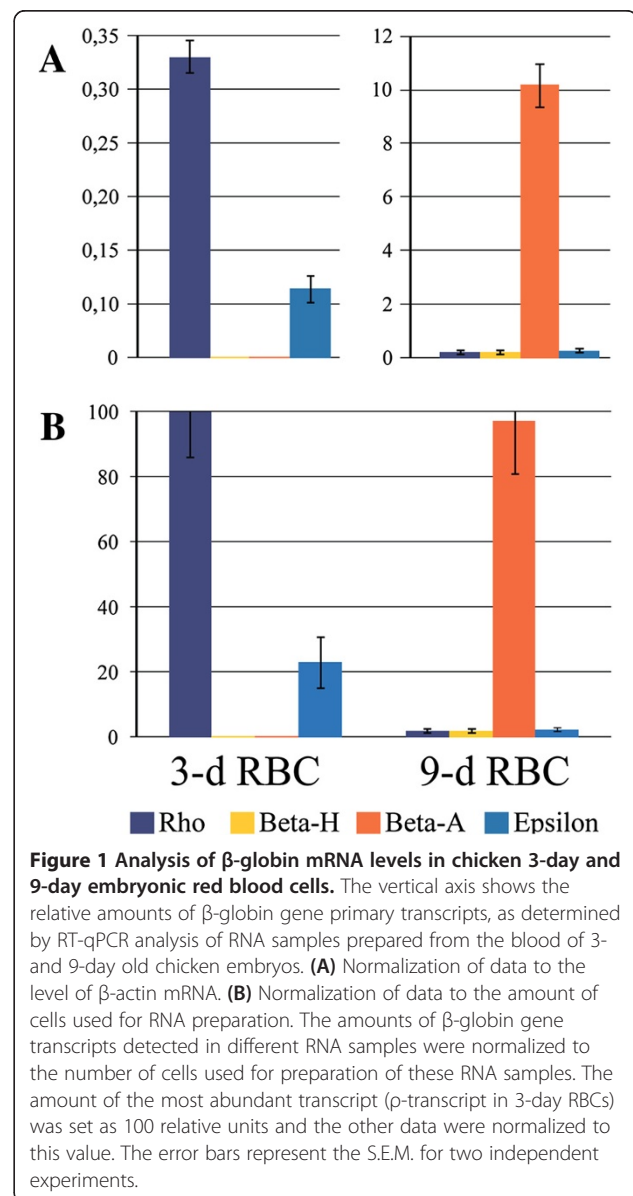 A
0,35
0,30
0,25
0,20
0,15
0,10
0
12
10
8
6
4
2
0
B
100
80
60
40
20
0
3-d RBC 9-d RBC
Rho Beta-H Beta-A Epsilon
Figure 1 Analysis of β-globin mRNA levels in chicken 3-day and
9-day embryonic red blood cells. The vertical axis shows the
relative amounts of β-globin gene primary transcripts, as determined
by RT-qPCR analysis of RNA samples prepared from the blood of 3-
and 9-day old chicken embryos. (A) Normalization of data to the
level of β-actin mRNA. (B) Normalization of data to the amount of
cells used for RNA preparation. The amounts of β-globin gene
transcripts detected in different RNA samples were normalized to
the number of cells used for preparation of these RNA samples. The
amount of the most abundant transcript (ρ-transcript in 3-day RBCs)
was set as 100 relative units and the other data were normalized to
this value. The error bars represent the S.E.M. for two independent
experiments.